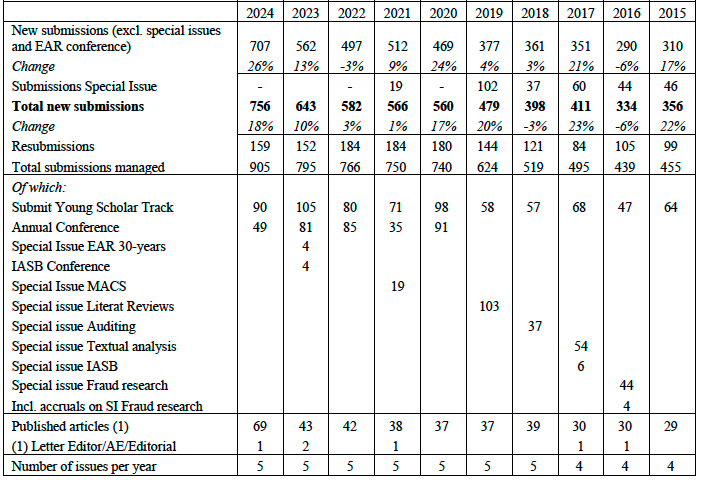 2024 2023 2022 2021 2020 2019 2018 2017 2016 2015
New submissions (excl. special issues
and EAR conference) 707 562 497 512 469 377 361 351 290 310
Change 26% 13% -3% 9% 24% 4% 3% 21% -6% 17%
Submissions Special Issue - - - 19 - 102 37 60 44 46
Total new submissions 756 643 582 566 560 479 398 411 334 356
Change 18% 10% 3% 1% 17% 20% -3% 23% -6% 22%
Resubmissions 159 152 184 184 180 144 121 84 105 99
Total submissions managed 905 795 766 750 740 624 519 495 439 455
Of which:
Submit Young Scholar Track 90 105 80 71 98 58 57 68 47 64
Annual Conference 49 81 85 35 91
Special Issue EAR 30-years 4
IASB Conference 4
Special Issue MACS 19
Special issue Literat Reviews 103
Special issue Auditing 37
Special issue Textual analysis 54
Special issue IASB 6
Special issue Fraud research 44
Incl. accruals on SI Fraud research 4
Published articles (1) 69 43 42 38 37 37 39 30 30 29
(1) Letter Editor/AE/Editorial 1 2 1 1 1
Number of issues per year 5 5 5 5 5 5 5 4 4 4